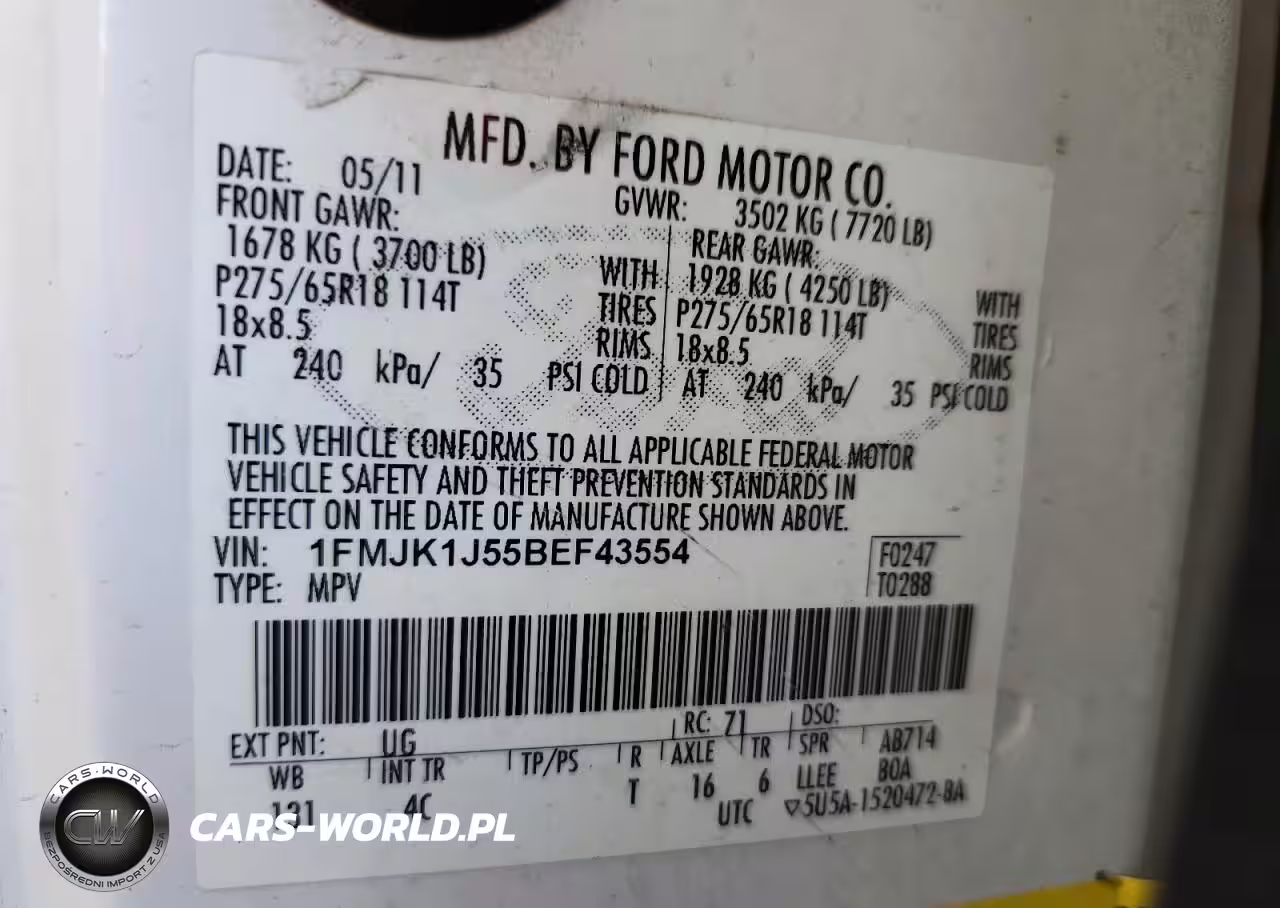 MFD. BY FORD MOTOR CO.
DATE: 05/11
GVWR: 3502 KG ( 7720 LB)
FRONT GAWR:
1678 KG ( 3700 LB)
P275/65R18 114T
18x8.5
AT 240 kPa/ 35 PSI COLD
WITH
TIRES
RIMS
REAR GAWR:
1928 KG ( 4250 LB)
P275/65R18 114T
18x8.5
AT 240 kPa/ 35 PSI COLD
WITH
TIRES
RIMS
THIS VEHICLE CONFORMS TO ALL APPLICABLE FEDERAL MOTOR
VEHICLE SAFETY AND THEFT PREVENTION STANDARDS IN
EFFECT ON THE DATE OF MANUFACTURE SHOWN ABOVE.
VIN: 1FMJK1J55BEF43554
TYPE: MPV
F0247
T0288
EXT PNT: UG RC: 71 DSO:
WB INT TR TP/PS R AXLE TR SPR AB714
131 4C T 16 6 LLEE BOA
UTC ▽5U5A-1520472-BA
CARS-WORLD
CW
BEZPOŚREDNI IMPORT Z USA
CARS-WORLD.PL